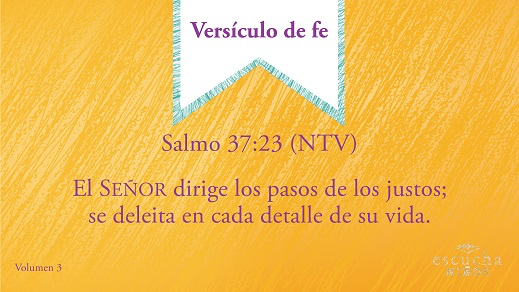 Versículo de fe
Salmo 37:23 (NTV)
El SEÑOR dirige los pasos de los justos;
se deleita en cada detalle de su vida.
escucha
Volumen 3